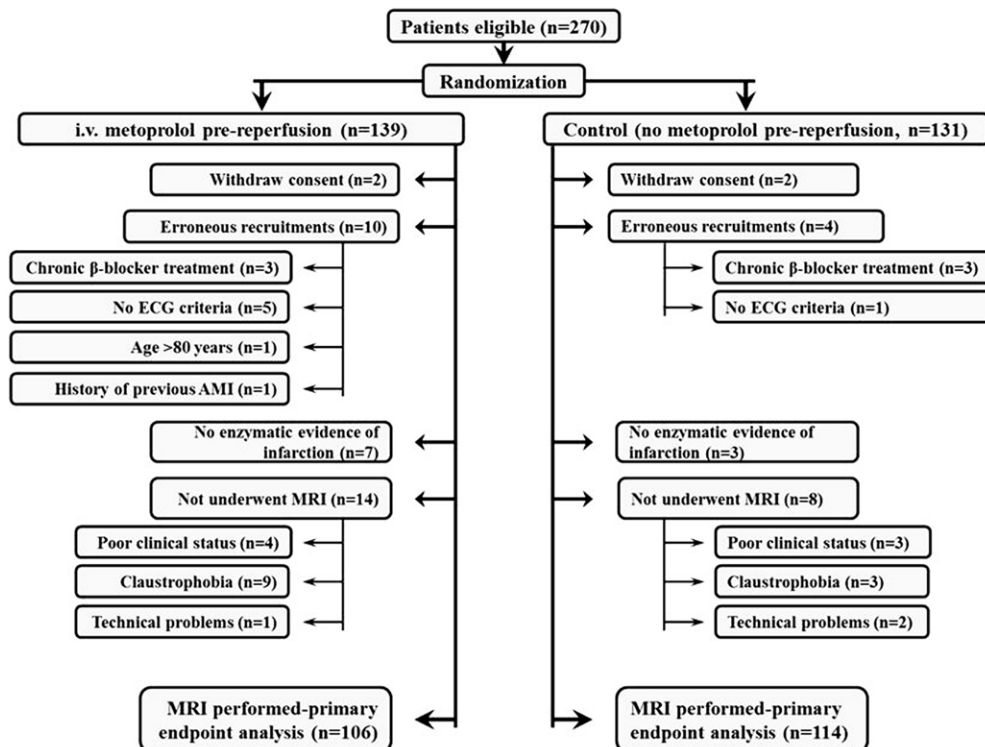 Patients eligible (n=270)
Randomization
i.v. metoprolol pre-reperfusion (n=139)
Withdraw consent (n=2)
Erroneous recruitments (n=10)
Chronic β-blocker treatment (n=3)
No ECG criteria (n=5)
Age >80 years (n=1)
History of previous AMI (n=1)
No enzymatic evidence of
infarction (n=7)
Not underwent MRI (n=14)
Poor clinical status (n=4)
Claustrophobia (n=9)
Technical problems (n=1)
MRI performed-primary
endpoint analysis (n=106)
Control (no metoprolol pre-reperfusion, n=131)
Withdraw consent (n=2)
Erroneous recruitments (n=4)
Chronic β-blocker treatment (n=3)
No ECG criteria (n=1)
No enzymatic evidence of
infarction (n=3)
Not underwent MRI (n=8)
Poor clinical status (n=3)
Claustrophobia (n=3)
Technical problems (n=2)
MRI performed-primary
endpoint analysis (n=114)